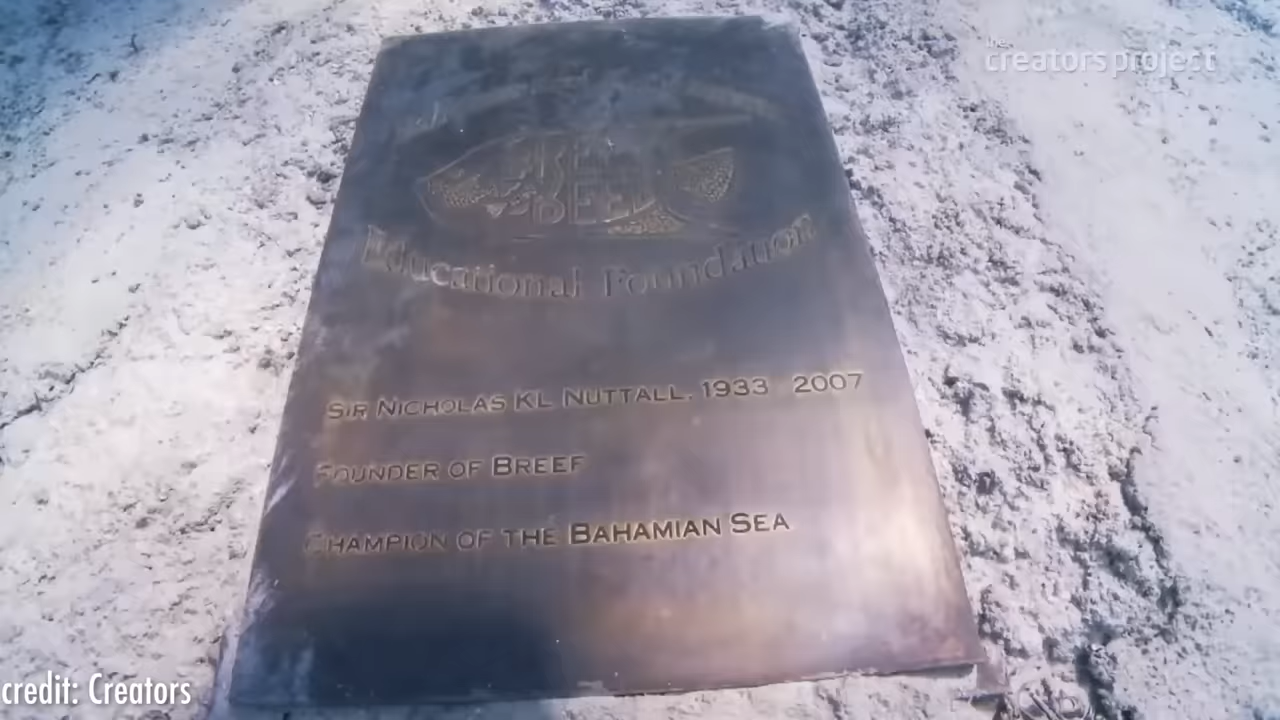 the
creators project
REEF
Educational Foundation
SIR NICHOLAS KL NUTTALL. 1933 2007
FOUNDER OF BREEF
CHAMPION OF THE BAHAMIAN SEA
credit: Creators